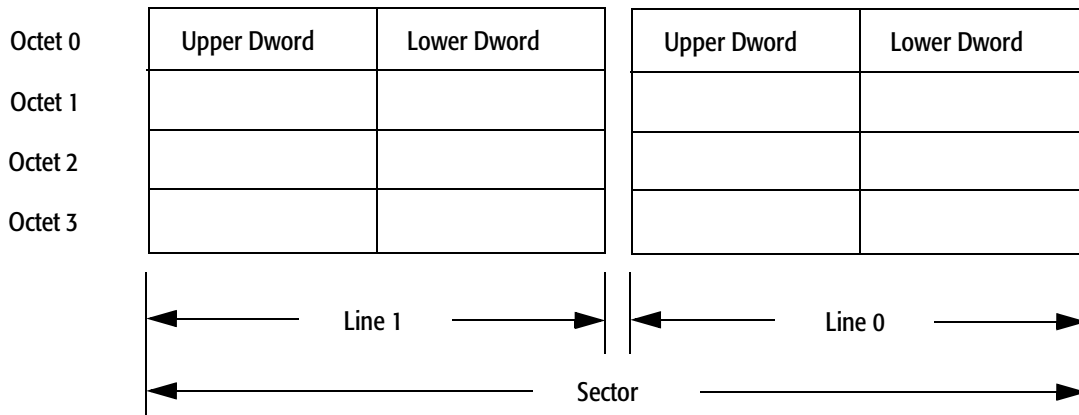 Octet 0 Upper Dword Lower Dword Upper Dword Lower Dword
Octet 1
Octet 2
Octet 3
Line 1 Line 0
Sector